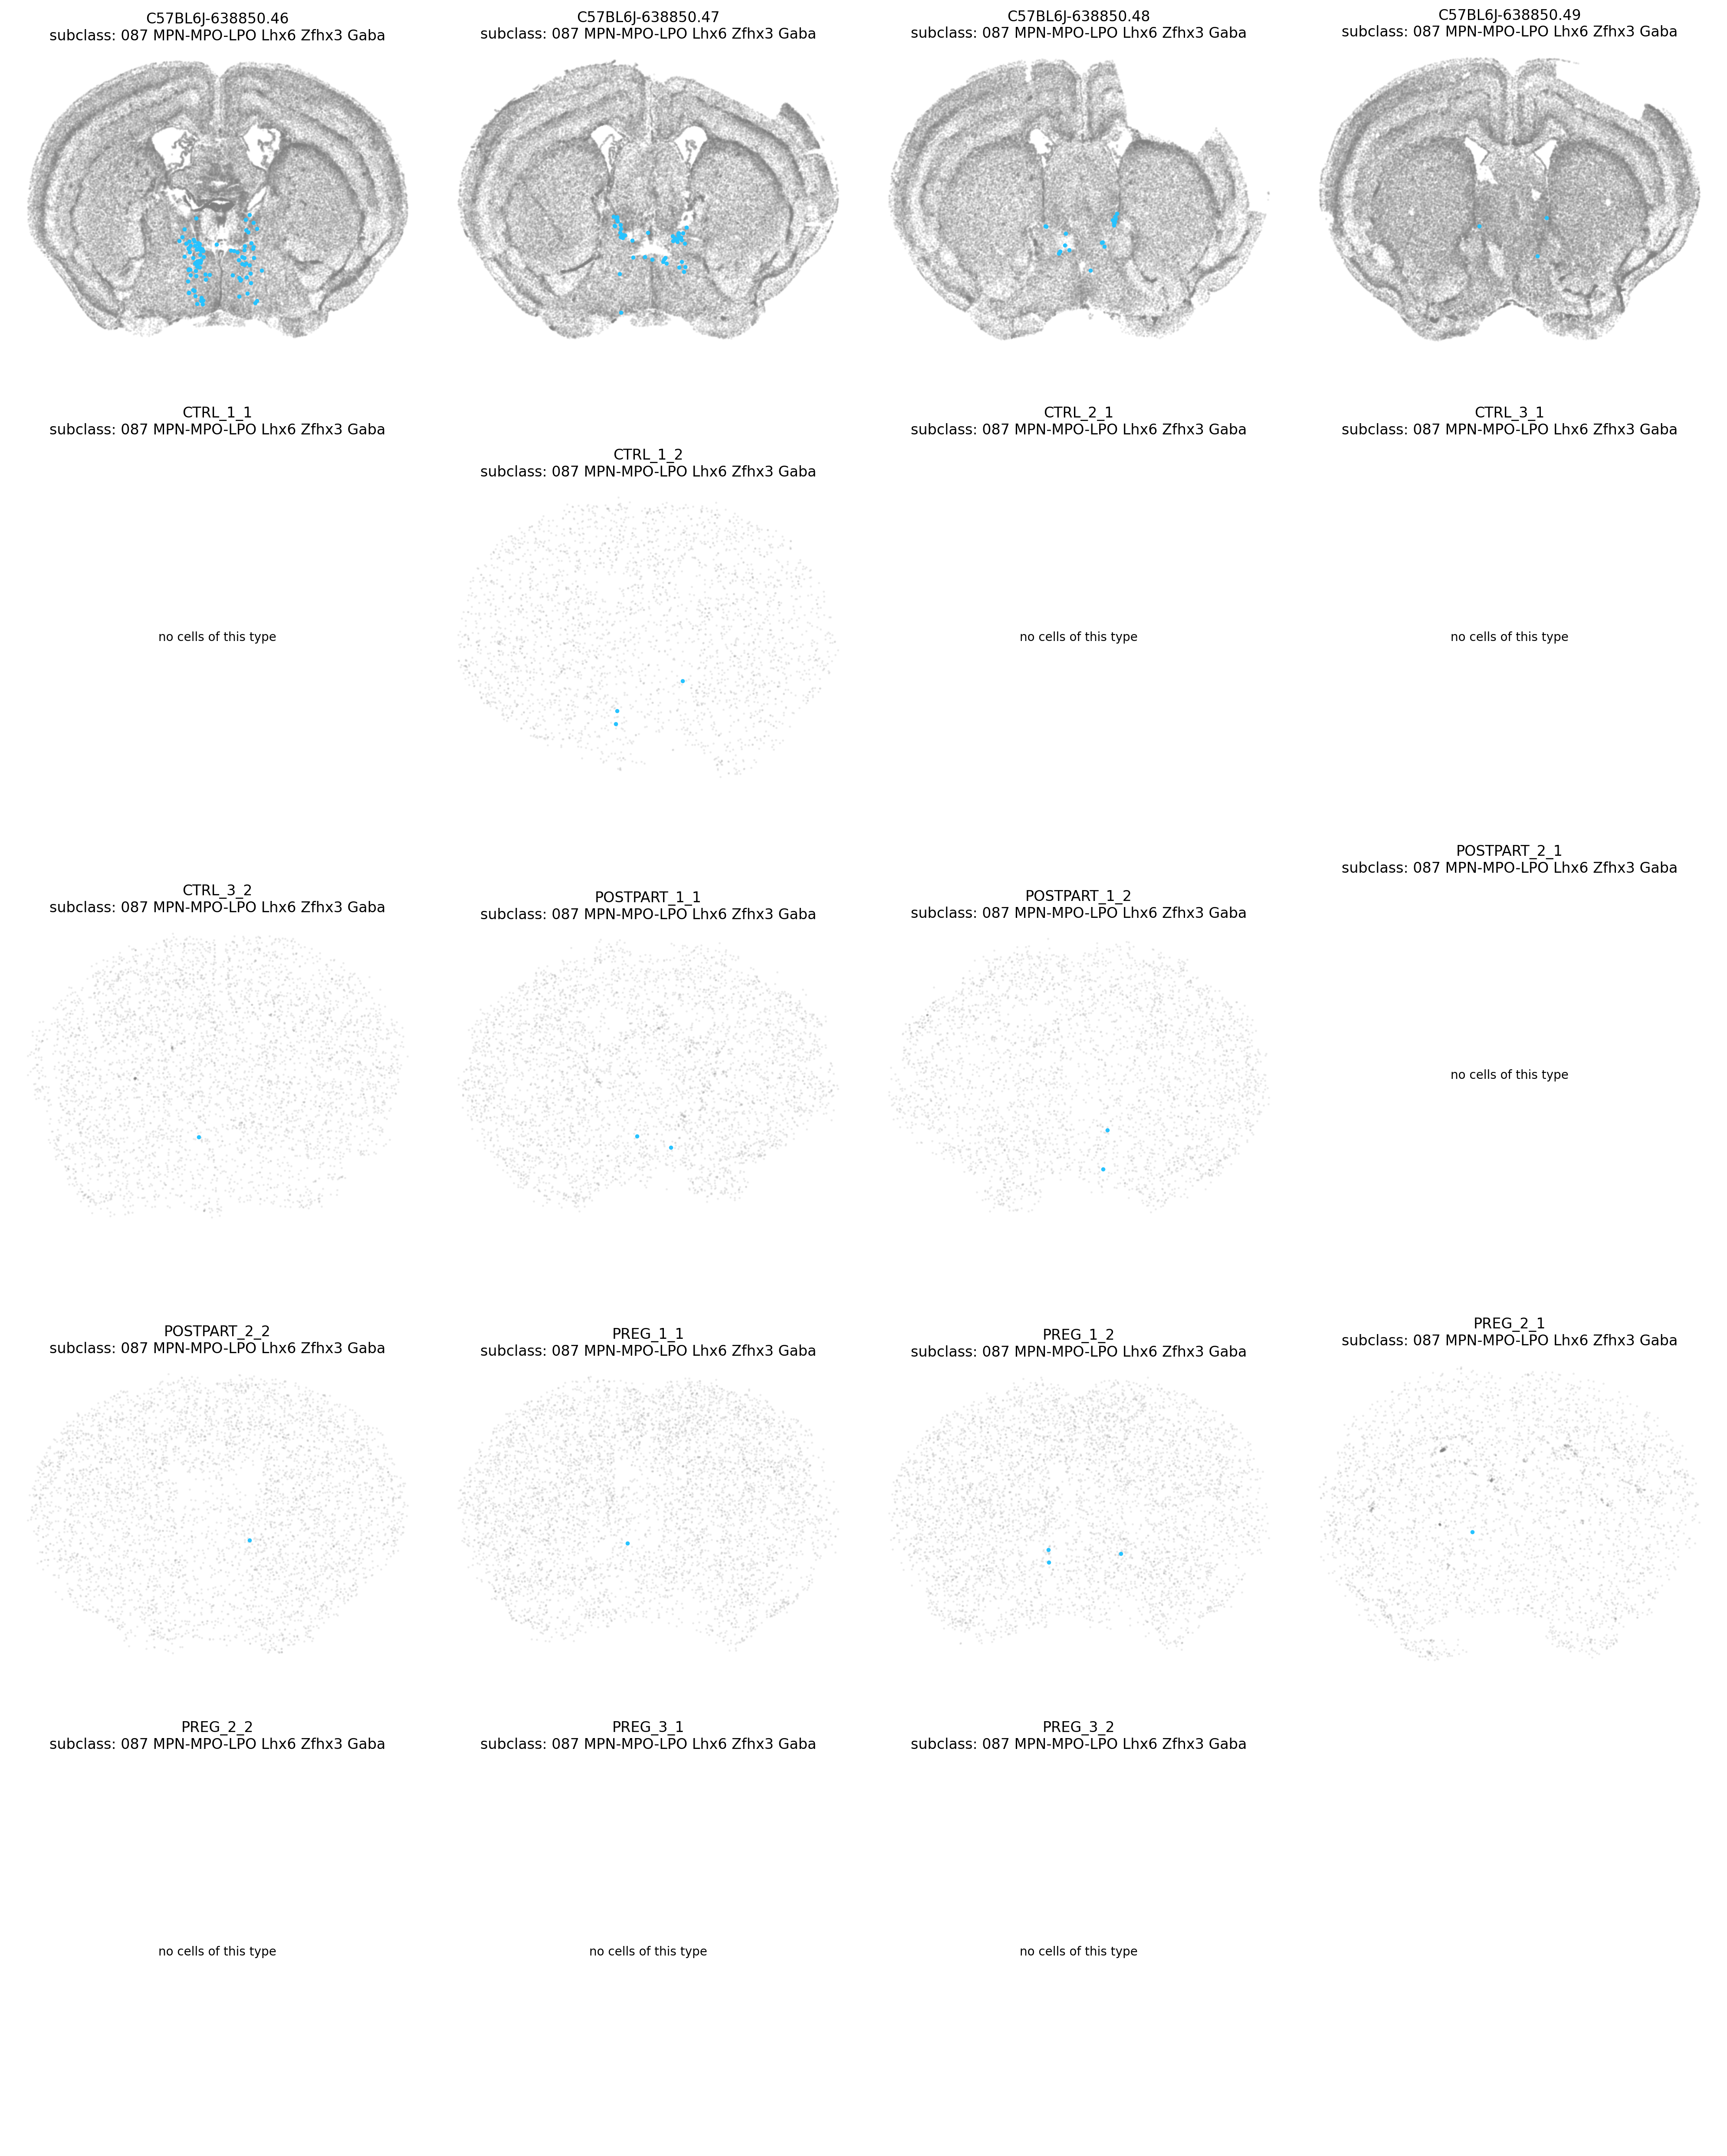 C57BL6J-638850.46
subclass: 087 MPN-MPO-LPO Lhx6 Zfhx3 Gaba
C57BL6J-638850.47
subclass: 087 MPN-MPO-LPO Lhx6 Zfhx3 Gaba
C57BL6J-638850.48
subclass: 087 MPN-MPO-LPO Lhx6 Zfhx3 Gaba
C57BL6J-638850.49
subclass: 087 MPN-MPO-LPO Lhx6 Zfhx3 Gaba
CTRL_1_1
subclass: 087 MPN-MPO-LPO Lhx6 Zfhx3 Gaba
no cells of this type
CTRL_1_2
subclass: 087 MPN-MPO-LPO Lhx6 Zfhx3 Gaba
CTRL_2_1
subclass: 087 MPN-MPO-LPO Lhx6 Zfhx3 Gaba
no cells of this type
CTRL_3_1
subclass: 087 MPN-MPO-LPO Lhx6 Zfhx3 Gaba
no cells of this type
CTRL_3_2
subclass: 087 MPN-MPO-LPO Lhx6 Zfhx3 Gaba
POSTPART_1_1
subclass: 087 MPN-MPO-LPO Lhx6 Zfhx3 Gaba
POSTPART_1_2
subclass: 087 MPN-MPO-LPO Lhx6 Zfhx3 Gaba
POSTPART_2_1
subclass: 087 MPN-MPO-LPO Lhx6 Zfhx3 Gaba
no cells of this type
POSTPART_2_2
subclass: 087 MPN-MPO-LPO Lhx6 Zfhx3 Gaba
PREG_1_1
subclass: 087 MPN-MPO-LPO Lhx6 Zfhx3 Gaba
PREG_1_2
subclass: 087 MPN-MPO-LPO Lhx6 Zfhx3 Gaba
PREG_2_1
subclass: 087 MPN-MPO-LPO Lhx6 Zfhx3 Gaba
PREG_2_2
subclass: 087 MPN-MPO-LPO Lhx6 Zfhx3 Gaba
no cells of this type
PREG_3_1
subclass: 087 MPN-MPO-LPO Lhx6 Zfhx3 Gaba
no cells of this type
PREG_3_2
subclass: 087 MPN-MPO-LPO Lhx6 Zfhx3 Gaba
no cells of this type